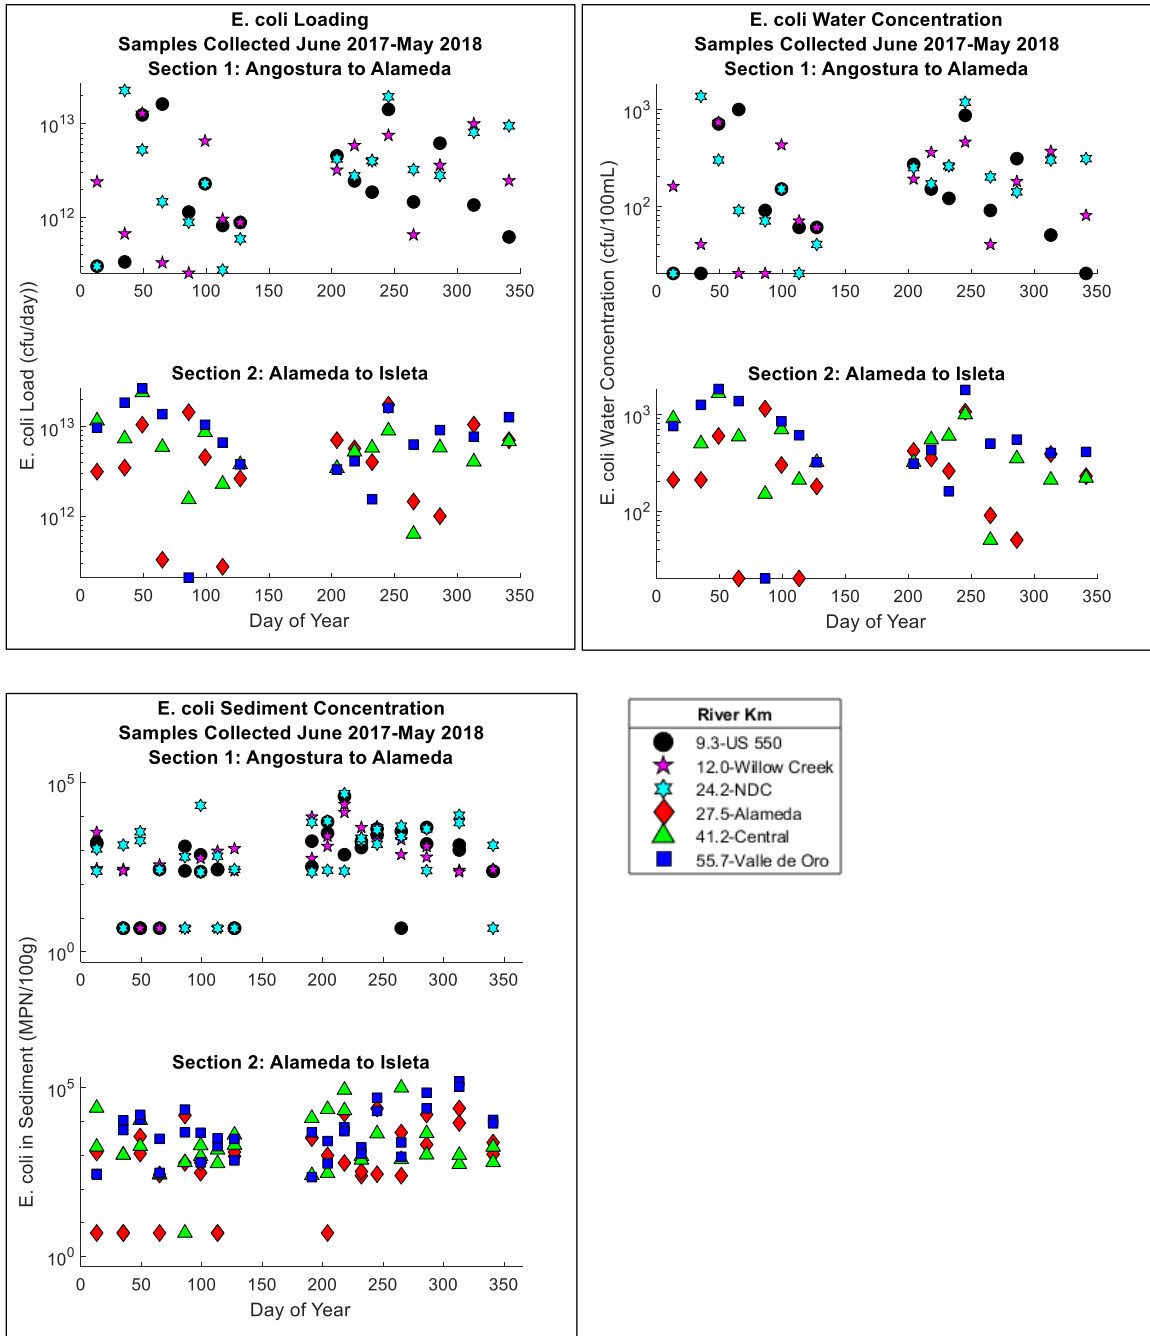 E. coli Loading
Samples Collected June 2017-May 2018
Section 1: Angostura to Alameda
10^13
10^12
0 50 100 150 200 250 300 350
Section 2: Alameda to Isleta
10^13
10^12
0 50 100 150 200 250 300 350
Day of Year
E. coli Load (cfu/day))
E. coli Water Concentration
Samples Collected June 2017-May 2018
Section 1: Angostura to Alameda
10^3
10^2
0 50 100 150 200 250 300 350
Section 2: Alameda to Isleta
10^3
10^2
0 50 100 150 200 250 300 350
Day of Year
E. coli Water Concentration (cfu/100mL)
E. coli Sediment Concentration
Samples Collected June 2017-May 2018
Section 1: Angostura to Alameda
10^5
10^0
0 50 100 150 200 250 300 350
Section 2: Alameda to Isleta
10^5
10^0
0 50 100 150 200 250 300 350
Day of Year
E. coli in Sediment (MPN/100g)
River Km
9.3-US 550
12.0-Willow Creek
24.2-NDC
27.5-Alameda
41.2-Central
55.7-Valle de Oro